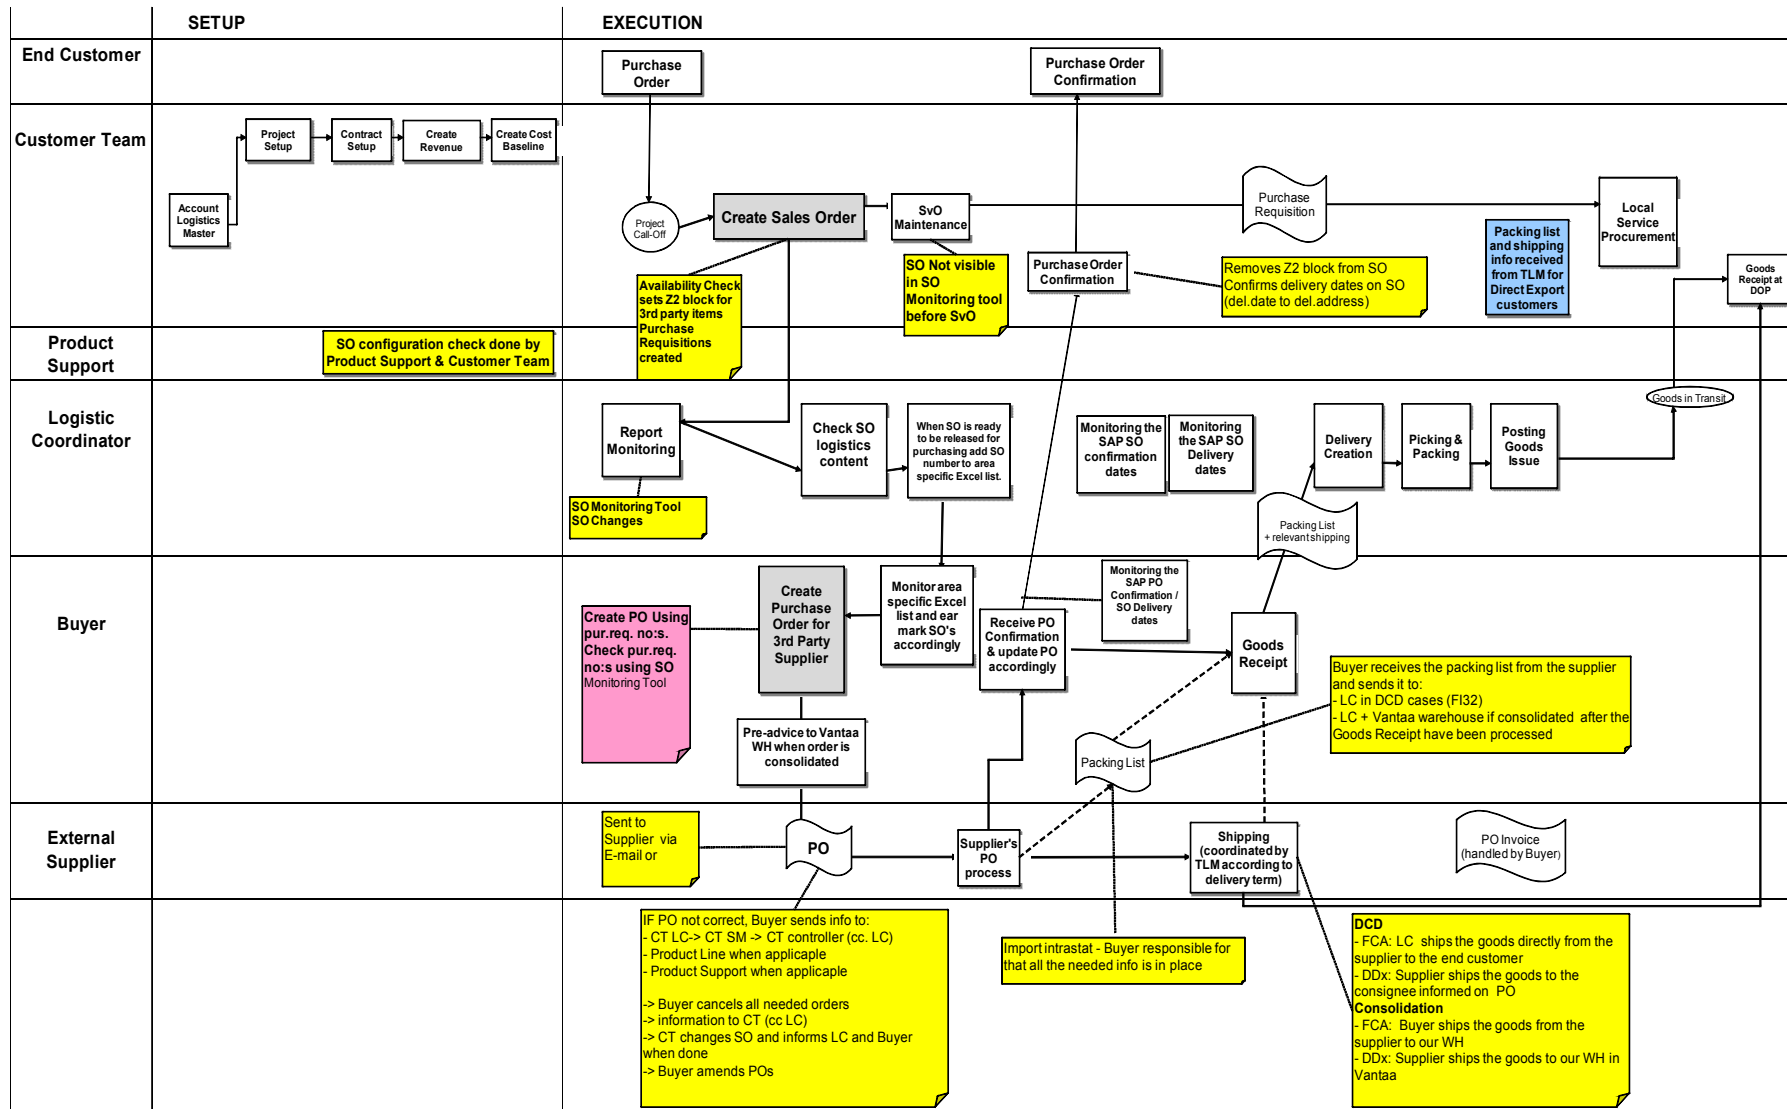 SETUP
EXECUTION
End Customer
Purchase
Order
Purchase Order
Confirmation
Customer Team
Project
Setup
Contract
Setup
Create
Revenue
Create Cost
Baseline
Account
Logistics
Master
Project
Call-Off
Create Sales Order
SvO
Maintenance
Purchase
Requisition
Local
Service
Procurement
Packing list
and shipping
info received
from TLM for
Direct Export
customers
Goods
Receipt at
DOP
Availability Check
sets Z2 block for
3rd party items
Purchase
Requisitions
created
SO Not visible
in SO
Monitoring tool
before SvO
Purchase Order
Confirmation
Removes Z2 block from SO
Confirms delivery dates on SO
(del.date to del.address)
Product
Support
SO configuration check done by
Product Support & Customer Team
Logistic
Coordinator
Report
Monitoring
Check SO
logistics
content
When SO is ready
to be released for
purchasing add SO
number to area
specific Excel list.
Monitoring the
SAP SO
confirmation
dates
Monitoring
the SAP SO
Delivery
dates
Delivery
Creation
Picking &
Packing
Posting
Goods
Issue
Goods in Transit
SO Monitoring Tool
SO Changes
Packing List
+ relevant shipping
Buyer
Create PO Using
pur.req. no:s.
Check pur.req.
no:s using SO
Monitoring Tool
Create
Purchase
Order for
3rd Party
Supplier
Monitor area
specific Excel
list and ear
mark SO's
accordingly
Receive PO
Confirmation
& update PO
accordingly
Monitoring the
SAP PO
Confirmation /
SO Delivery
dates
Goods
Receipt
Buyer receives the packing list from the supplier
and sends it to:
- LC in DCD cases (FI32)
- LC + Vantaa warehouse if consolidated after the
Goods Receipt have been processed
Pre-advice to Vantaa
WH when order is
consolidated
Packing List
External
Supplier
Sent to
Supplier via
E-mail or
PO
Supplier's
PO
process
Shipping
(coordinated by
TLM according to
delivery term)
PO Invoice
(handled by Buyer)
IF PO not correct, Buyer sends info to:
- CT LC-> CT SM -> CT controller (cc. LC)
- Product Line when applicaple
- Product Support when applicaple
-> Buyer cancels all needed orders
-> information to CT (cc LC)
-> CT changes SO and informs LC and Buyer
when done
-> Buyer amends POs
Import intrastat - Buyer responsible for
that all the needed info is in place
DCD
- FCA: LC ships the goods directly from the
supplier to the end customer
- DDx: Supplier ships the goods to the
consignee informed on PO
Consolidation
- FCA: Buyer ships the goods from the
supplier to our WH
- DDx: Supplier ships the goods to our WH in
Vantaa